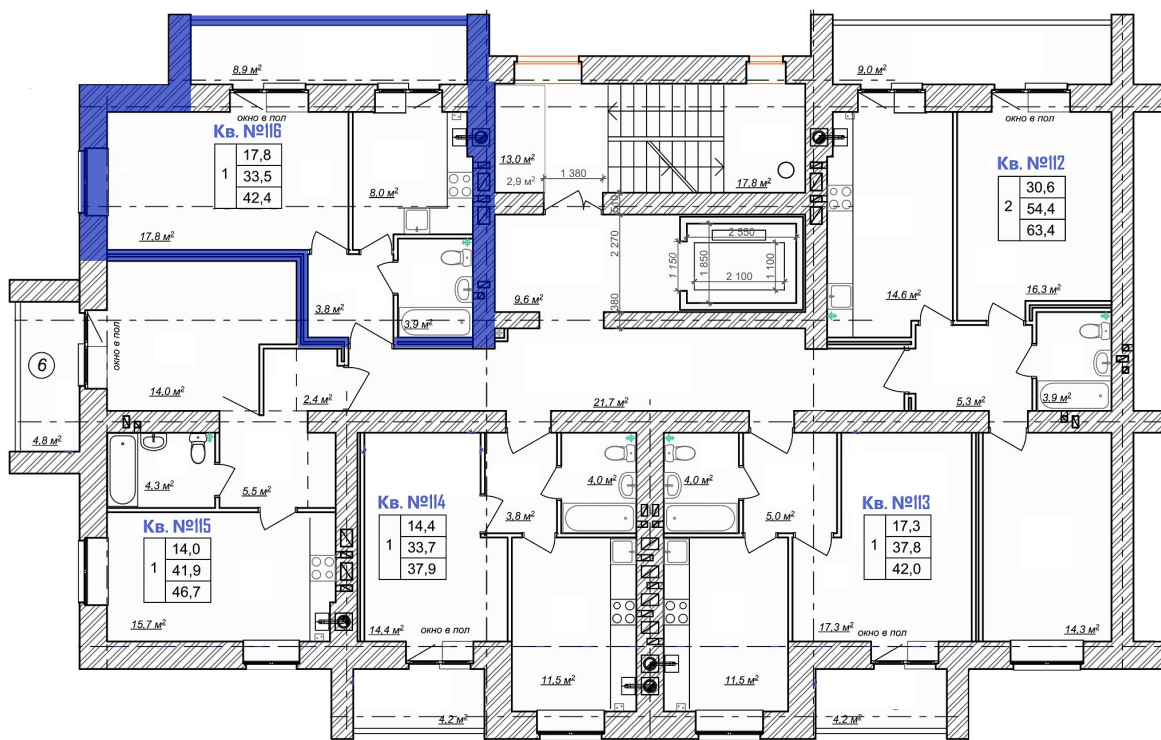 8,9 м²
9,0 м²
окно в пол
окно в пол
Кв. №116
1
17,8
33,5
42,4
8,0 м²
17,8 м²
13,0 м²
2,9 м²
1 380
17,8 м²
510
2 270
380
2 550
1 150
1 850
2 100
1 100
9,6 м²
Кв. №112
2
30,6
54,4
63,4
14,6 м²
16,3 м²
3,8 м²
3,9 м²
окно в пол
6
14,0 м²
2,4 м²
21,7 м²
5,3 м²
3,9 м²
4,8 м²
4,3 м²
5,5 м²
Кв. №115
1
14,0
41,9
46,7
15,7 м²
Кв. №114
1
14,4
33,7
37,9
14,4 м²
окно в пол
3,8 м²
4,0 м²
4,0 м²
5,0 м²
Кв. №113
1
17,3
37,8
42,0
17,3 м²
окно в пол
14,3 м²
11,5 м²
11,5 м²
4,2 м²
4,2 м²